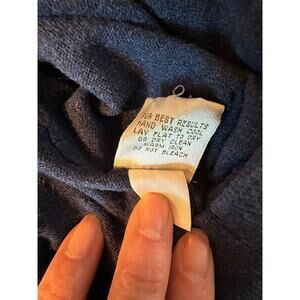 FOR BEST RESULTS
HAND WASH COOL
LAY FLAT TO DRY
OR DRY CLEAN
WARM IRON
DO NOT BLEACH